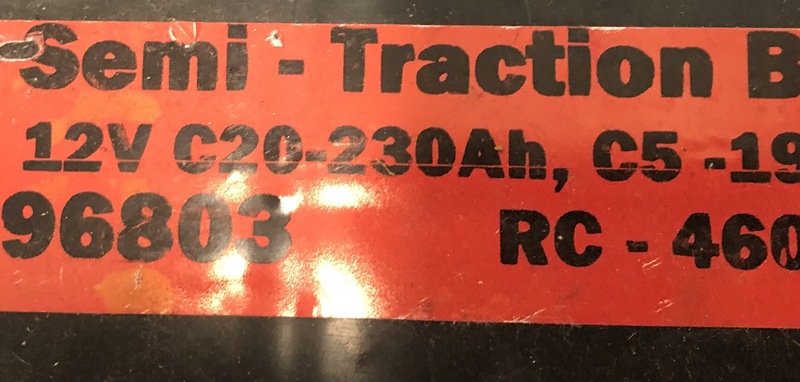 Semi - Traction B
12V C20-230Ah, C5 -19
96803 RC - 460